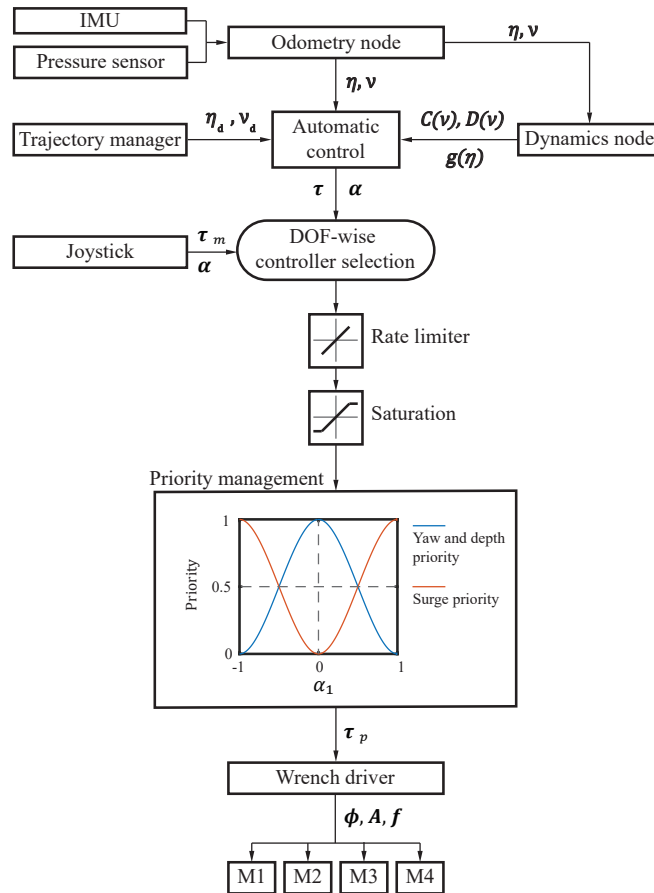 IMU
Odometry node
Pressure sensor
η, ν
η, ν
Trajectory manager
η_d , ν_d
Automatic
control
C(ν), D(ν)
g(η)
Dynamics node
τ α
Joystick
τ_m
α
DOF-wise
controller selection
Rate limiter
Saturation
Priority management
1
0.5
0
Priority
-1 0 1
α_1
Yaw and depth
priority
Surge priority
τ_p
Wrench driver
ϕ, A, f
M1 M2 M3 M4